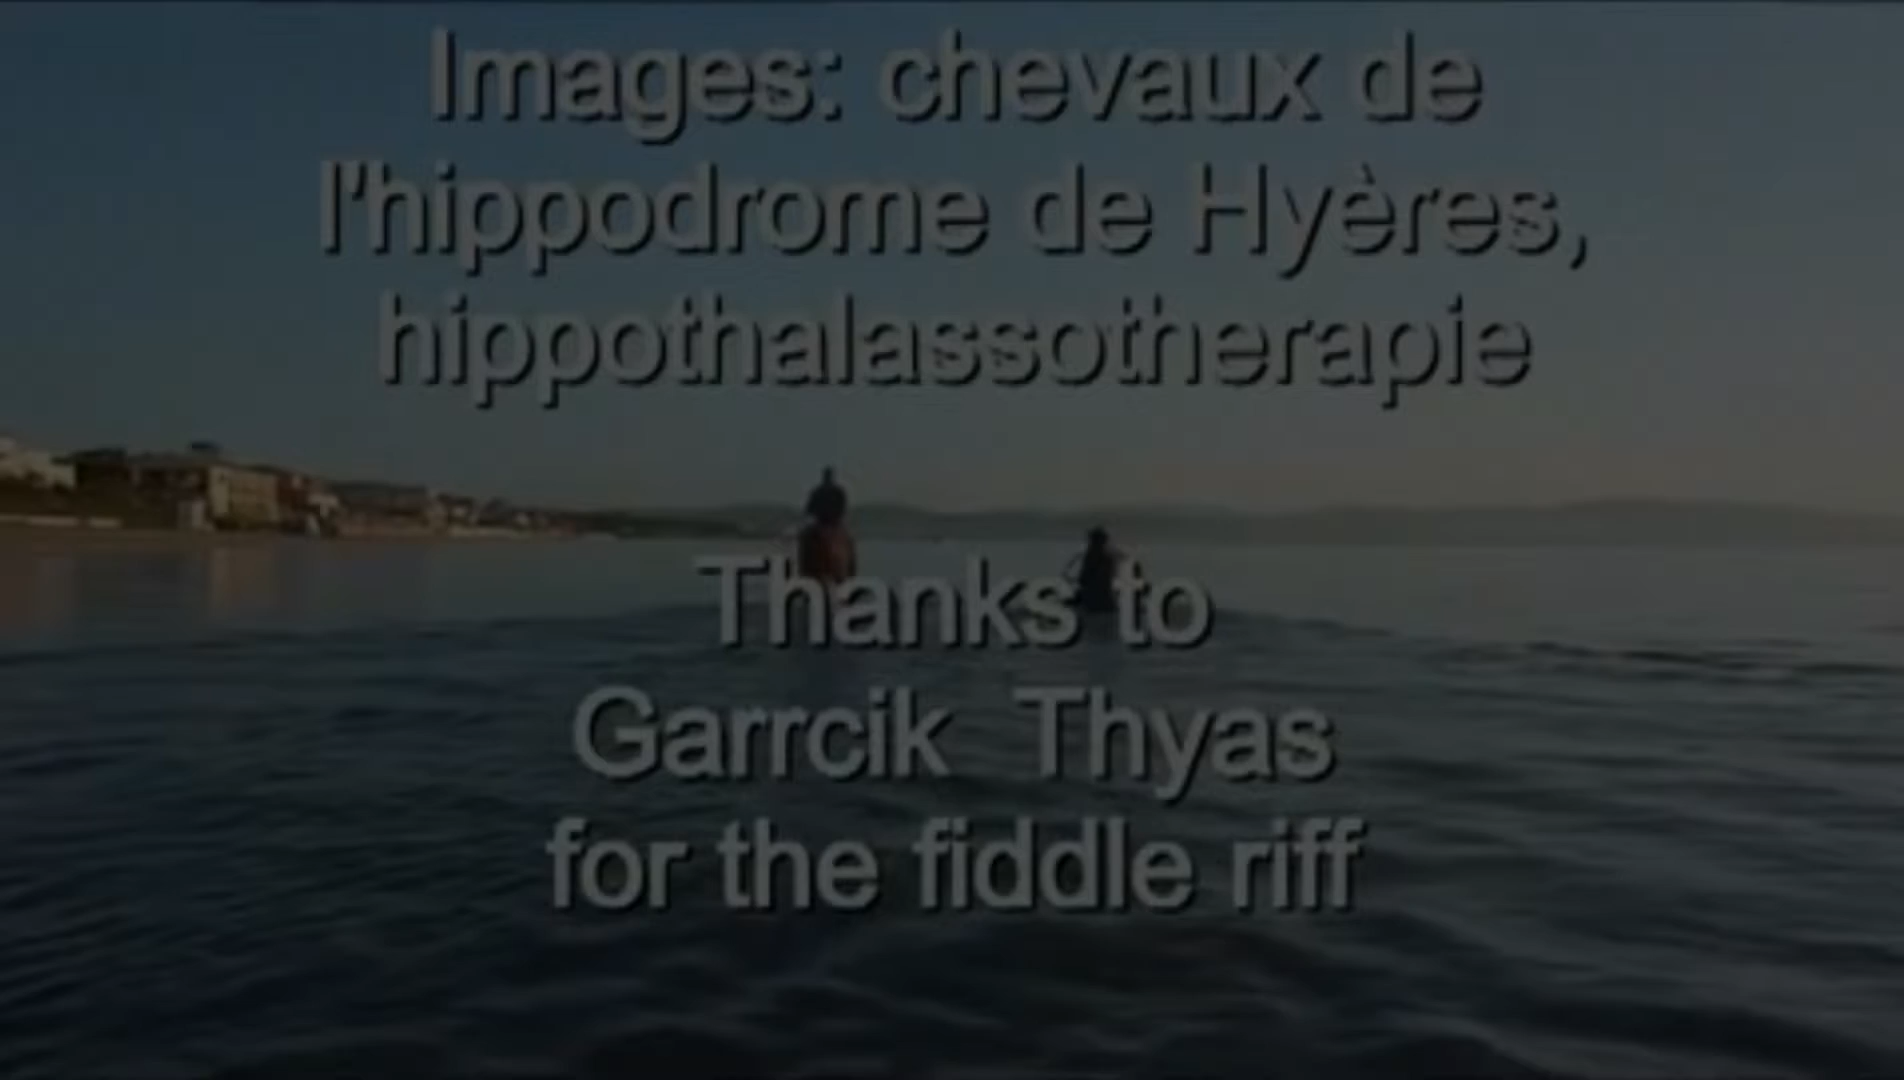 Images: chevaux de
l'hippodrome de Hyères,
hippothalassotherapie
Thanks to
Garrcik  Thyas
for the fiddle riff